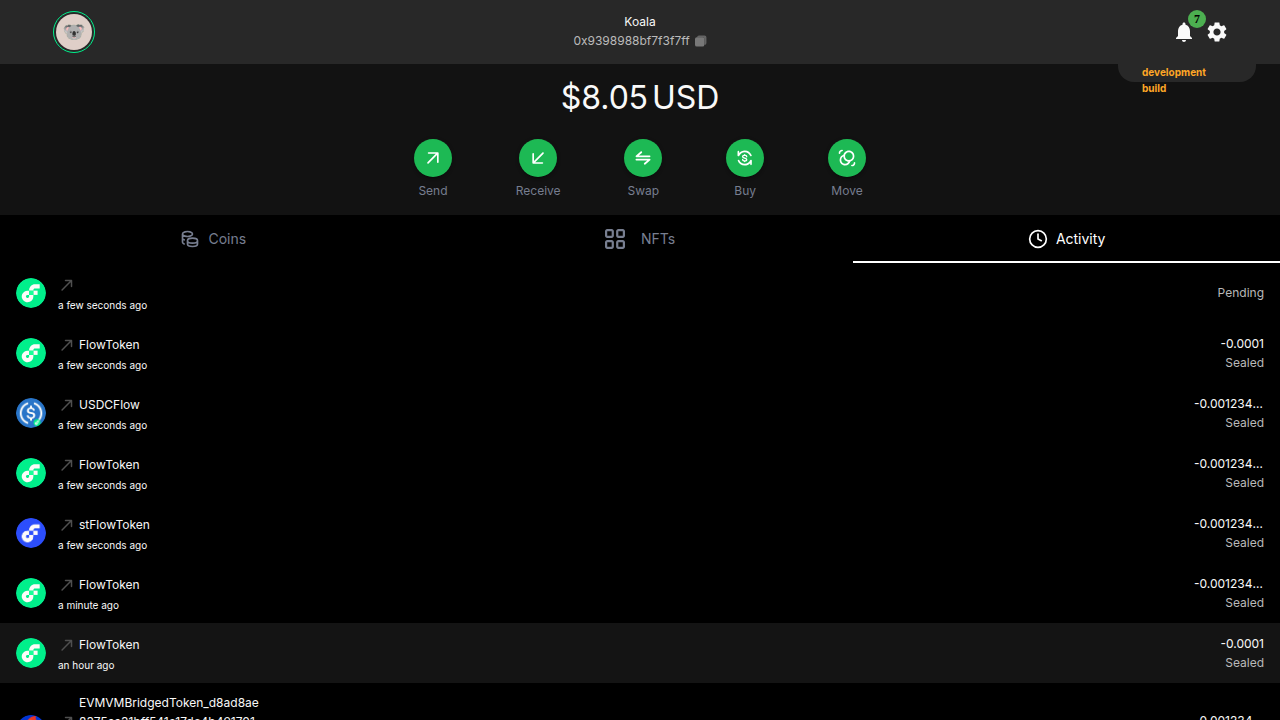 Koala
0x9398988bf7f3f7ff
7
development
build
$8.05 USD
Send
Receive
Swap
Buy
Move
Coins
NFTs
Activity
a few seconds ago
Pending
FlowToken
-0.0001
a few seconds ago
Sealed
USDCFlow
-0.001234...
a few seconds ago
Sealed
FlowToken
-0.001234...
a few seconds ago
Sealed
stFlowToken
-0.001234...
a few seconds ago
Sealed
FlowToken
-0.001234...
a minute ago
Sealed
FlowToken
-0.0001
an hour ago
Sealed
EVMVMBridgedToken_d8ad8ae